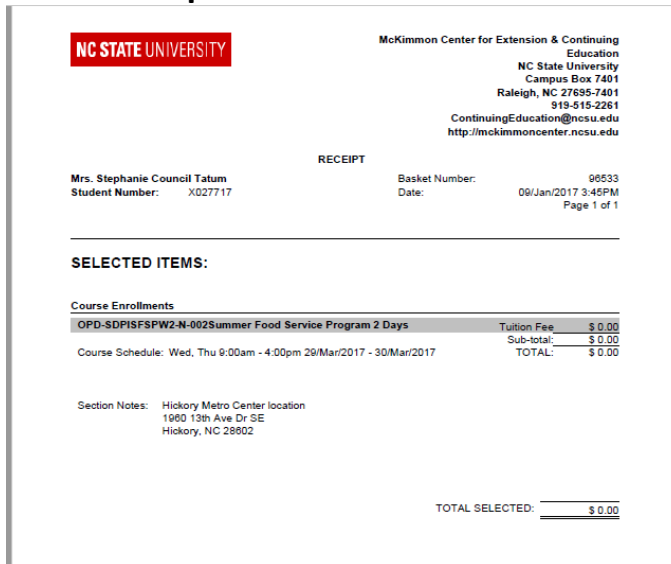 NC STATE UNIVERSITY
McKimmon Center for Extension & Continuing
Education
NC State University
Campus Box 7401
Raleigh, NC 27695-7401
919-515-2261
ContinuingEducation@ncsu.edu
http://mckimmoncenter.ncsu.edu
RECEIPT
Mrs. Stephanie Council Tatum
Student Number: X027717
Basket Number: 96533
Date: 09/Jan/2017 3:45PM
Page 1 of 1
SELECTED ITEMS:
Course Enrollments
OPD-SDPISFSPW2-N-002Summer Food Service Program 2 Days Tuition Fee $ 0.00
Sub-total: $ 0.00
Course Schedule: Wed, Thu 9:00am - 4:00pm 29/Mar/2017 - 30/Mar/2017 TOTAL: $ 0.00
Section Notes: Hickory Metro Center location
1960 13th Ave Dr SE
Hickory, NC 28602
TOTAL SELECTED: $ 0.00